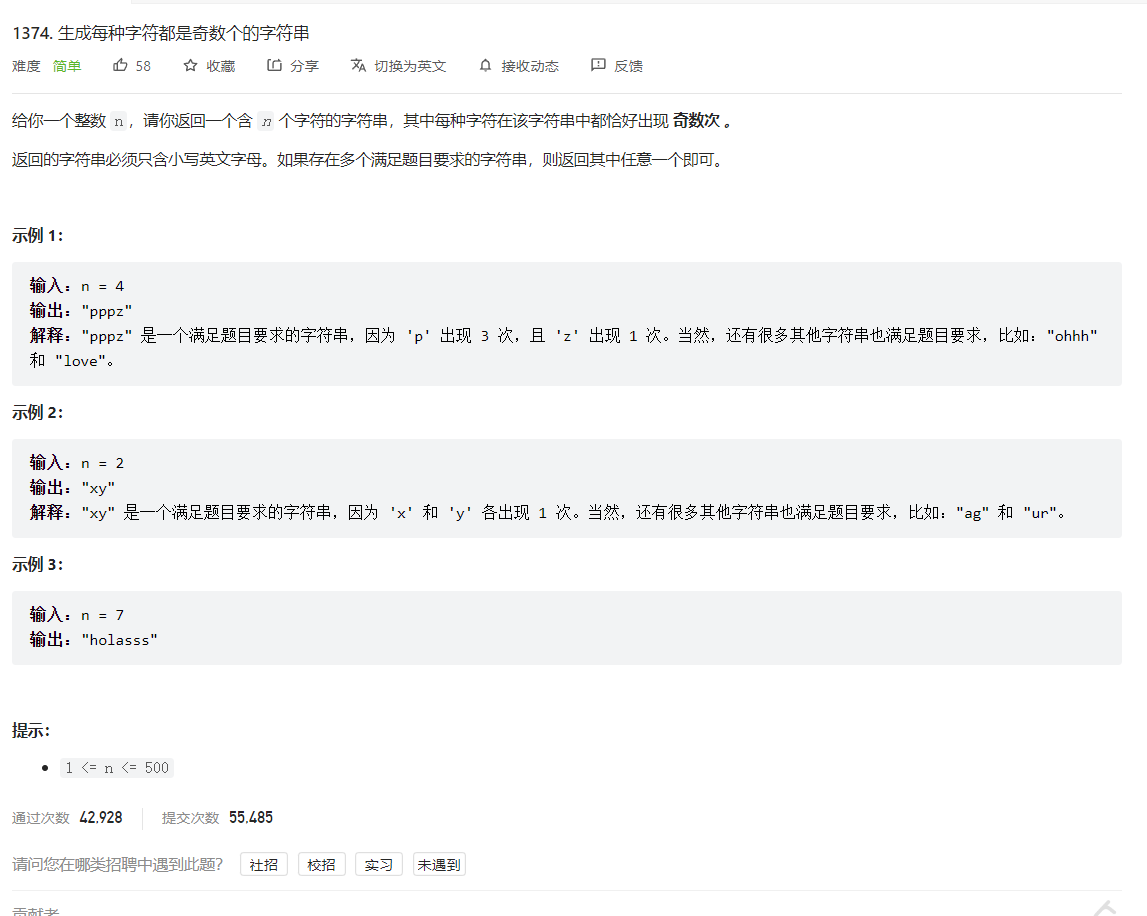 1374. 生成每种字符都是奇数个的字符串
难度 简单 58 收藏 分享 切换为英文 接收动态 反馈
给你一个整数 n，请你返回一个含 n 个字符的字符串，其中每种字符在该字符串中都恰好出现 奇数次 。
返回的字符串必须只含小写英文字母。如果存在多个满足题目要求的字符串，则返回其中任意一个即可。
示例 1：
输入：n = 4
输出："pppz"
解释："pppz" 是一个满足题目要求的字符串，因为 'p' 出现 3 次，且 'z' 出现 1 次。当然，还有很多其他字符串也满足题目要求，比如："ohhh"
和 "love"。
示例 2：
输入：n = 2
输出："xy"
解释："xy" 是一个满足题目要求的字符串，因为 'x' 和 'y' 各出现 1 次。当然，还有很多其他字符串也满足题目要求，比如："ag" 和 "ur"。
示例 3：
输入：n = 7
输出："holasss"
提示：
1 <= n <= 500
通过次数 42,928 提交次数 55,485
请问您在哪类招聘中遇到此题？ 社招 校招 实习 未遇到
贡献者